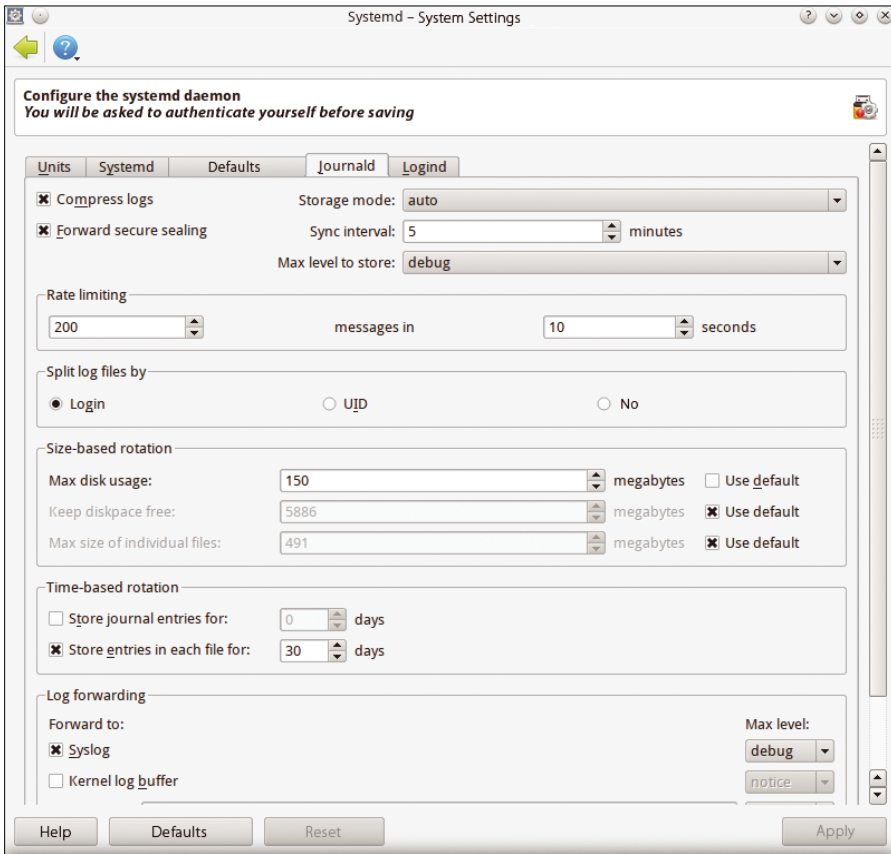 Systemd – System Settings
Configure the systemd daemon
You will be asked to authenticate yourself before saving
Units Systemd Defaults Journald Logind
Compress logs Storage mode: auto
Forward secure sealing Sync interval: 5 minutes
Max level to store: debug
Rate limiting
200 messages in 10 seconds
Split log files by
Login UID No
Size-based rotation
Max disk usage: 150 megabytes Use default
Keep diskpace free: 5886 megabytes Use default
Max size of individual files: 491 megabytes Use default
Time-based rotation
Store journal entries for: 0 days
Store entries in each file for: 30 days
Log forwarding
Forward to: Max level:
Syslog debug
Kernel log buffer notice
Help Defaults Reset Apply